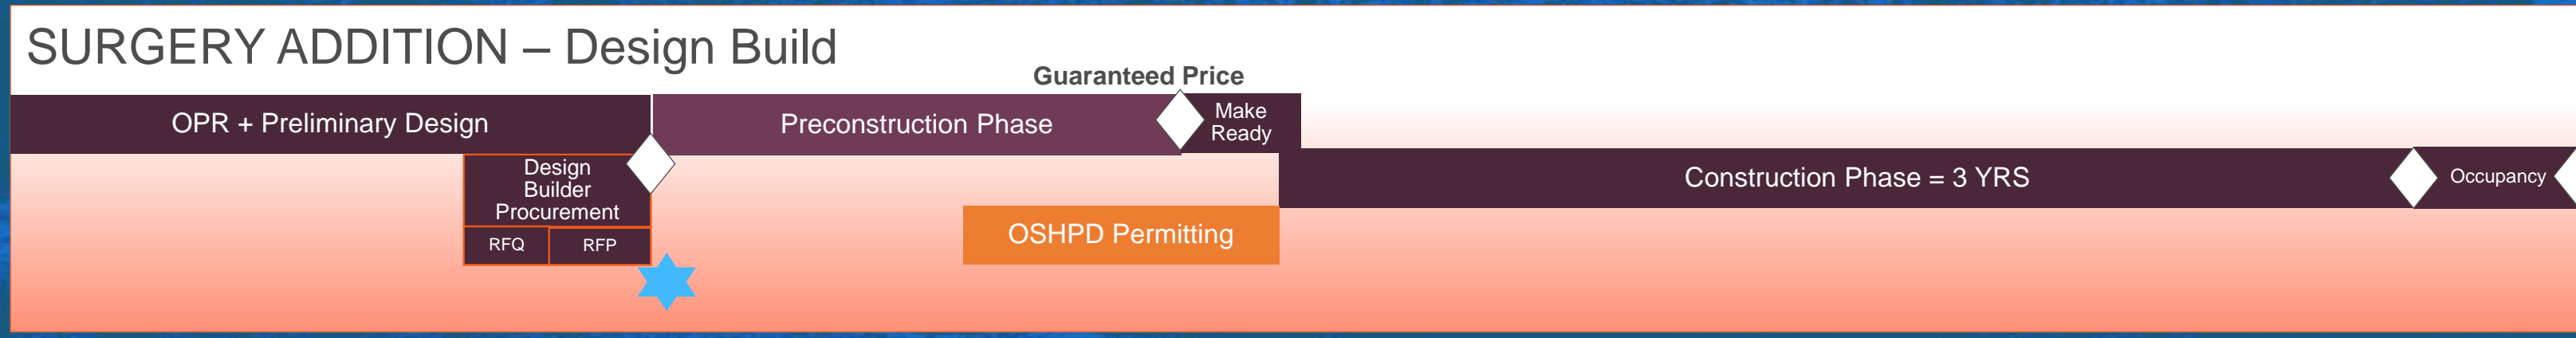 SURGERY ADDITION – Design Build
Guaranteed Price
OPR + Preliminary Design
Preconstruction Phase
Make
Ready
Design
Builder
Procurement
RFQ
RFP
OSHPD Permitting
Construction Phase = 3 YRS
Occupancy